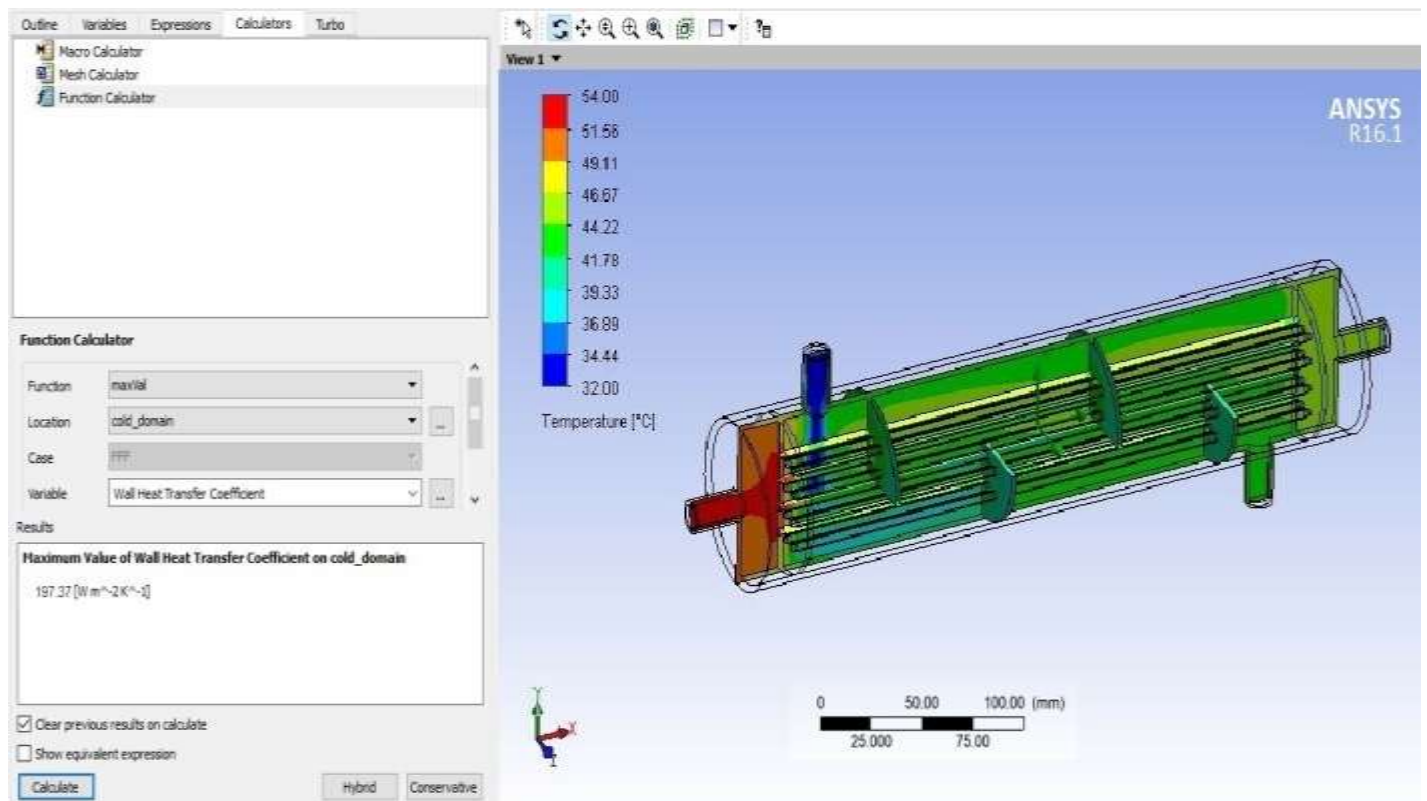 Outline Variables Expressions Calculators Turbo
Macro Calculator
Mesh Calculator
Function Calculator
Function Calculator
Function maxVal
Location cold_domain ...
Case FFF
Variable Wall Heat Transfer Coefficient ...
Results
Maximum Value of Wall Heat Transfer Coefficient on cold_domain
197.37 [W m^-2 K^-1]
Clear previous results on calculate
Show equivalent expression
Calculate Hybrid Conservative
View 1
54.00
51.56
49.11
46.67
44.22
41.78
39.33
36.89
34.44
32.00
Temperature [°C]
ANSYS
R16.1
Y
X
Z
0 50.00 100.00 (mm)
25.000 75.00